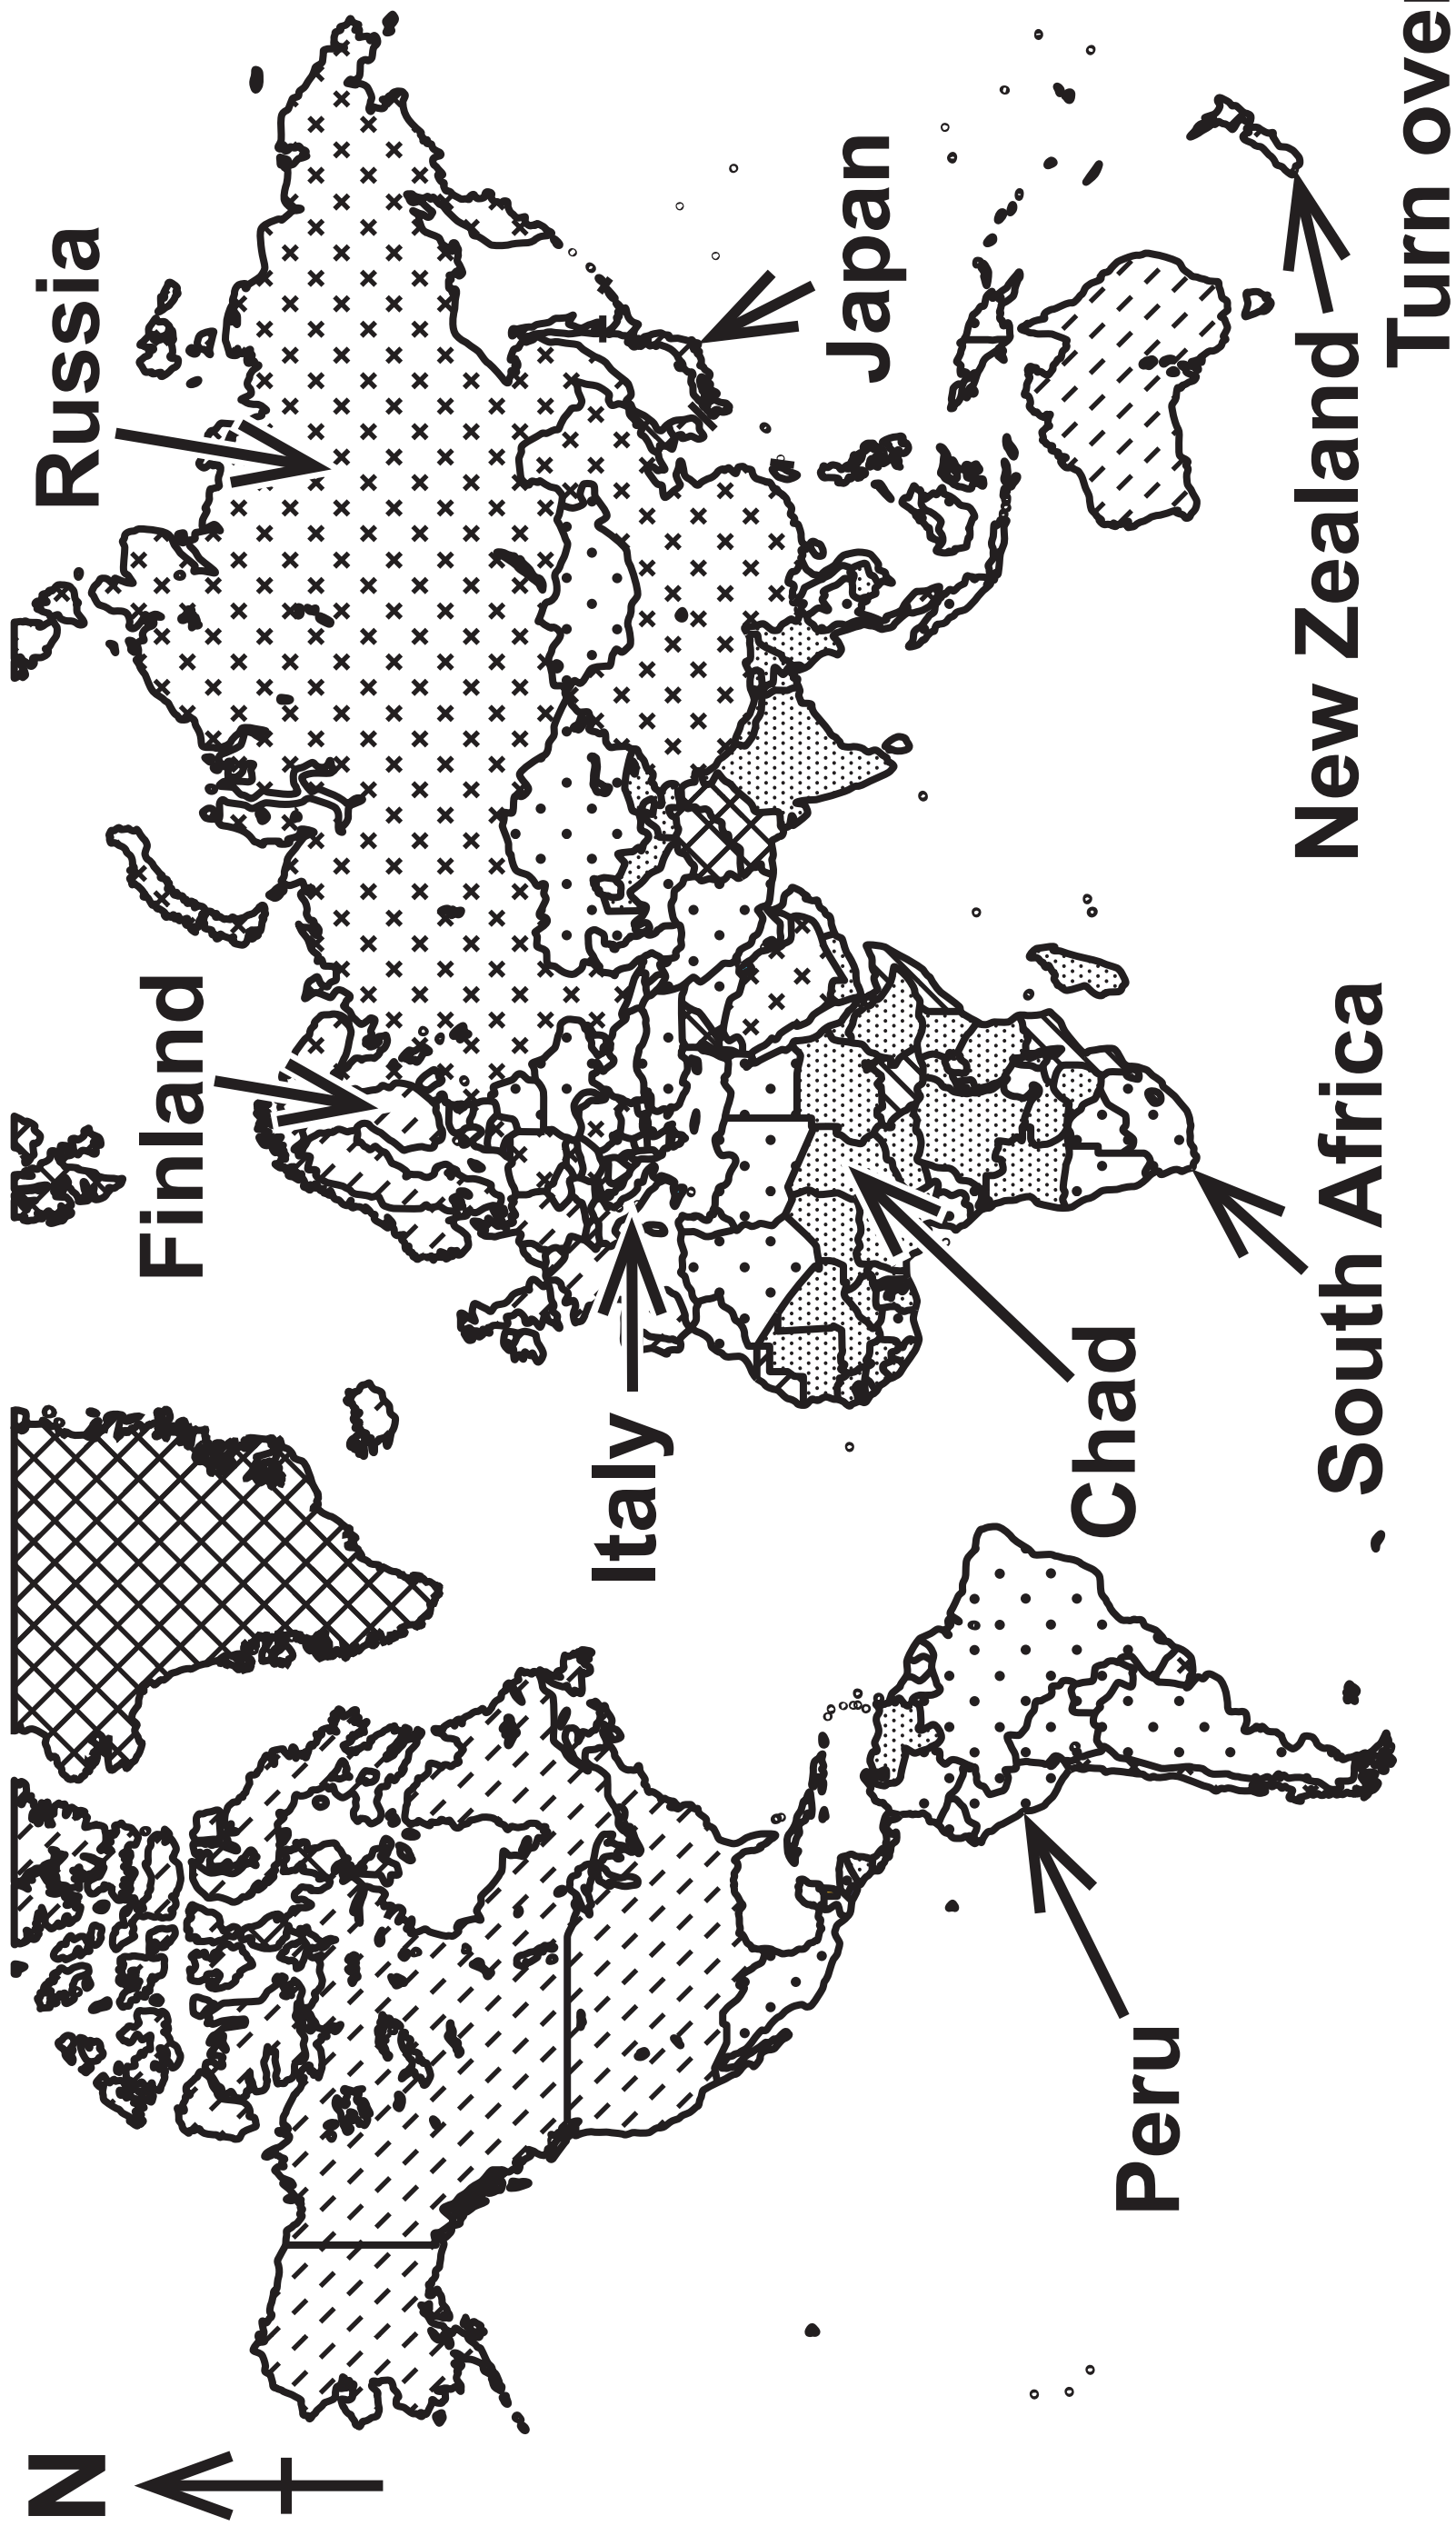 N
Russia
Finland
Italy
Japan
Chad
Peru
New Zealand
South Africa
Turn ove